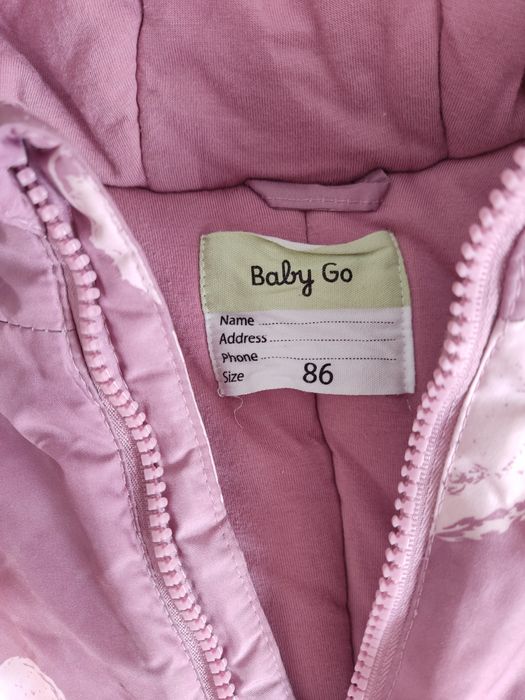 Baby Go
Name
Address
Phone
Size 86